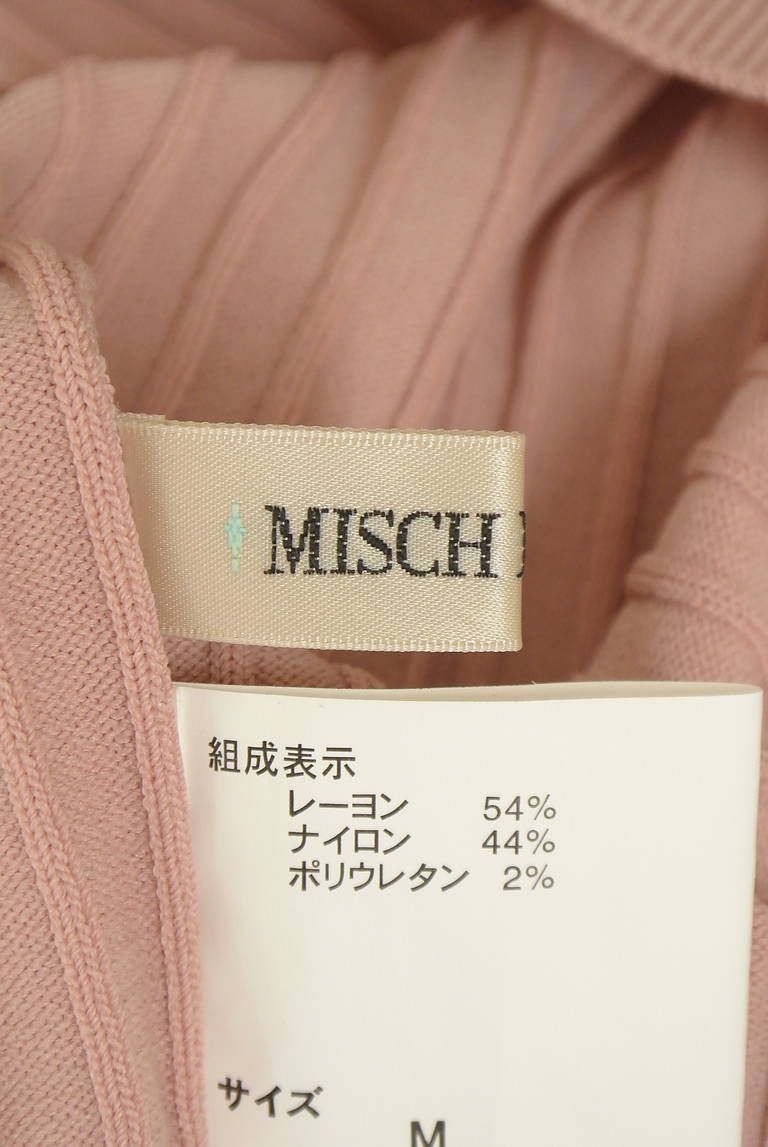 MISCH
組成表示
レーヨン 54%
ナイロン 44%
ポリウレタン 2%
サイズ
M